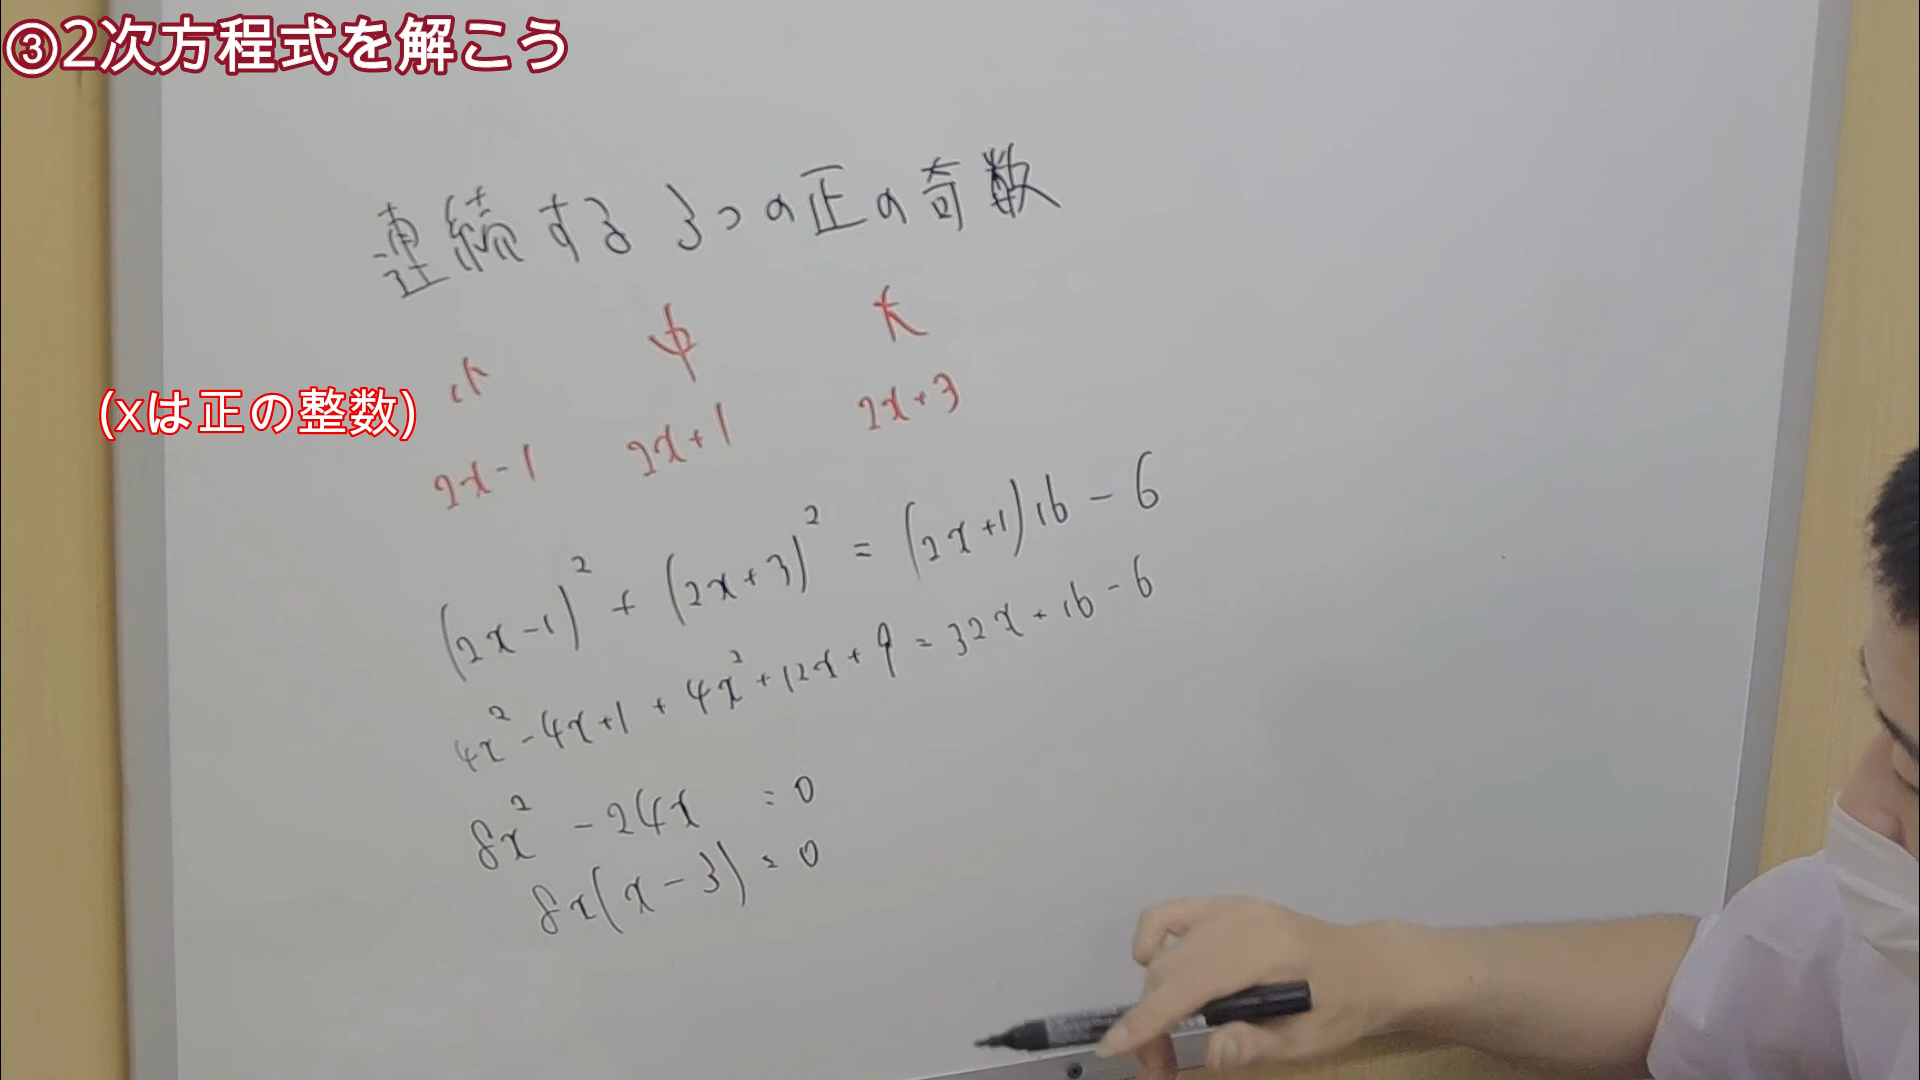 ③2次方程式を解こう
連続する3つの正の奇数
小 中 大
(xは正の整数)
2x-1 2x+1 2x+3
(2x-1)² + (2x+3)² = (2x+1)16-6
4x²-4x+1 + 4x²+12x+9 = 32x+16-6
8x² -24x =0
8x(x-3)=0